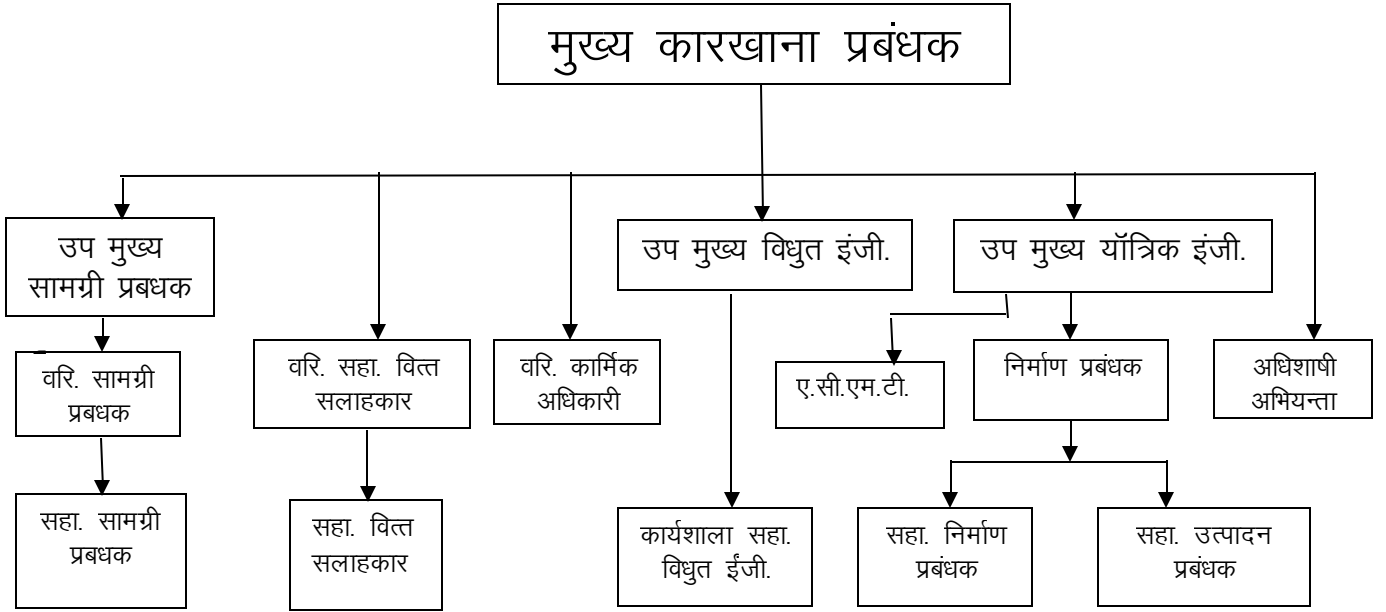 मुख्य कारखाना प्रबंधक
उप मुख्य
सामग्री प्रबधक
उप मुख्य विधुत इंजी.
उप मुख्य यॉत्रिक इंजी.
वरि. सामग्री
प्रबधक
वरि. सहा. वित्त
सलाहकार
वरि. कार्मिक
अधिकारी
ए.सी.एम.टी.
निर्माण प्रबंधक
अधिशाषी
अभियन्ता
सहा. सामग्री
प्रबधक
सहा. वित्त
सलाहकार
कार्यशाला सहा.
विधुत ईंजी.
सहा. निर्माण
प्रबंधक
सहा. उत्पादन
प्रबंधक